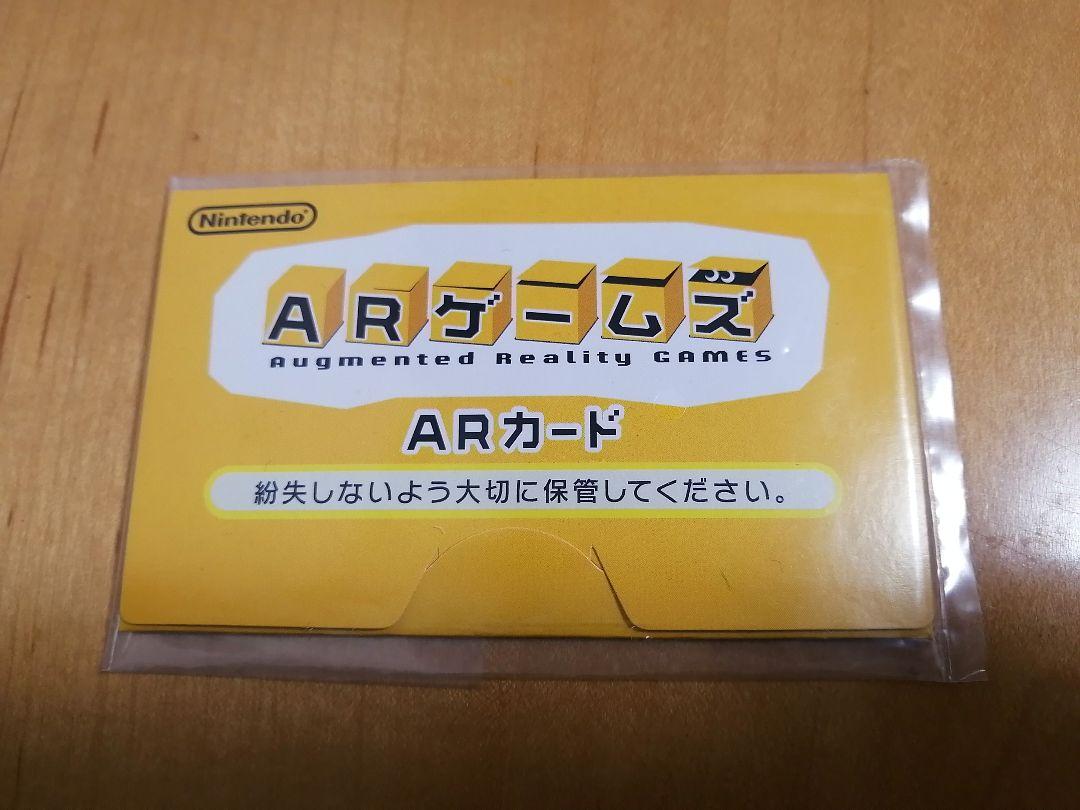 Nintendo®
ARゲームズ
Augmented Reality GAMES
ARカード
紛失しないよう大切に保管してください。